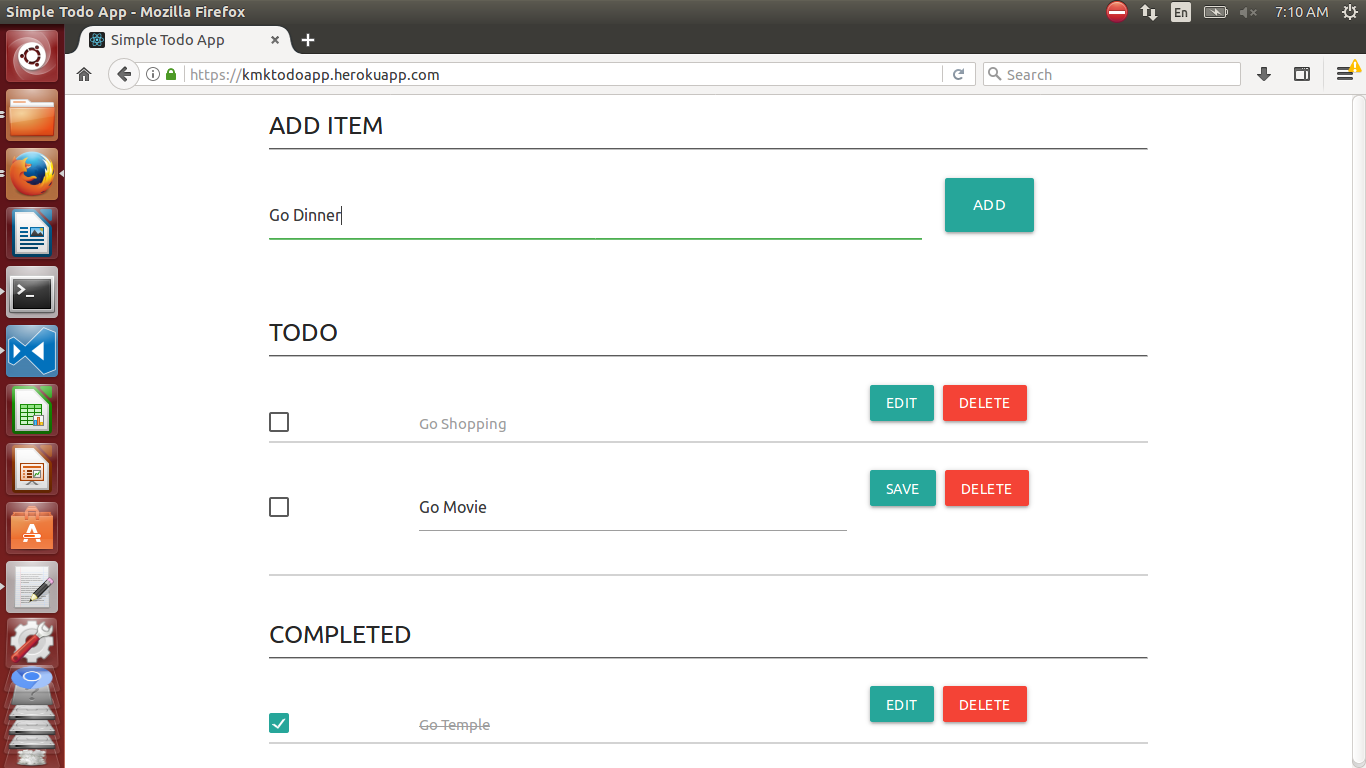 Simple Todo App - Mozilla Firefox
En
7:10 AM
Simple Todo App
https://kmktodoapp.herokuapp.com
Search
ADD ITEM
Go Dinner
ADD
TODO
Go Shopping
EDIT
DELETE
Go Movie
SAVE
DELETE
COMPLETED
Go Temple
EDIT
DELETE